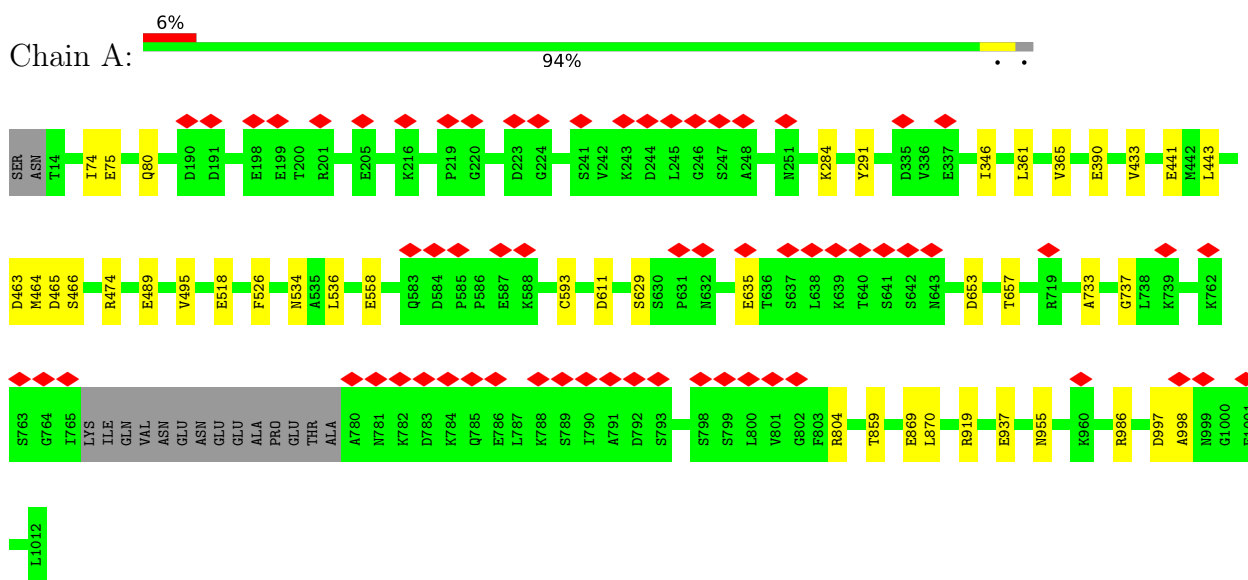 6%
Chain A:
94%
•
•
SER ASN T14 I74 E75 Q80 D190 D191 E198 E199 T200 R201 E205 K216 P219 G220 D223 G224 S241 V242 K243 D244 L245 G246 S247 A248 N251 K284 Y291 D335 V336 E337 I346 L361 V365 E390 V433 E441 M442 L443
D463 M464 D465 S466 R474 E489 V495 E518 F526 N534 A535 L536 E558 Q583 D584 P585 P586 E587 K588 C593 D611 S629 S630 P631 N632 E635 T636 S637 L638 K639 T640 S641 S642 N643 D653 T657 R719 A733 G737 L738 K739 K762
S763 G764 I765 LYS ILE GLN VAL ASN GLU ASN GLU GLU ALA PRO GLU THR ALA A780 N781 K782 D783 K784 Q785 E786 L787 K788 S789 I790 A791 D792 S793 S798 S799 L800 V801 G802 F803 R804 T859 E869 L870 R919 E937 N955 K960 R986 D997 A998 N999 G1000
L1012